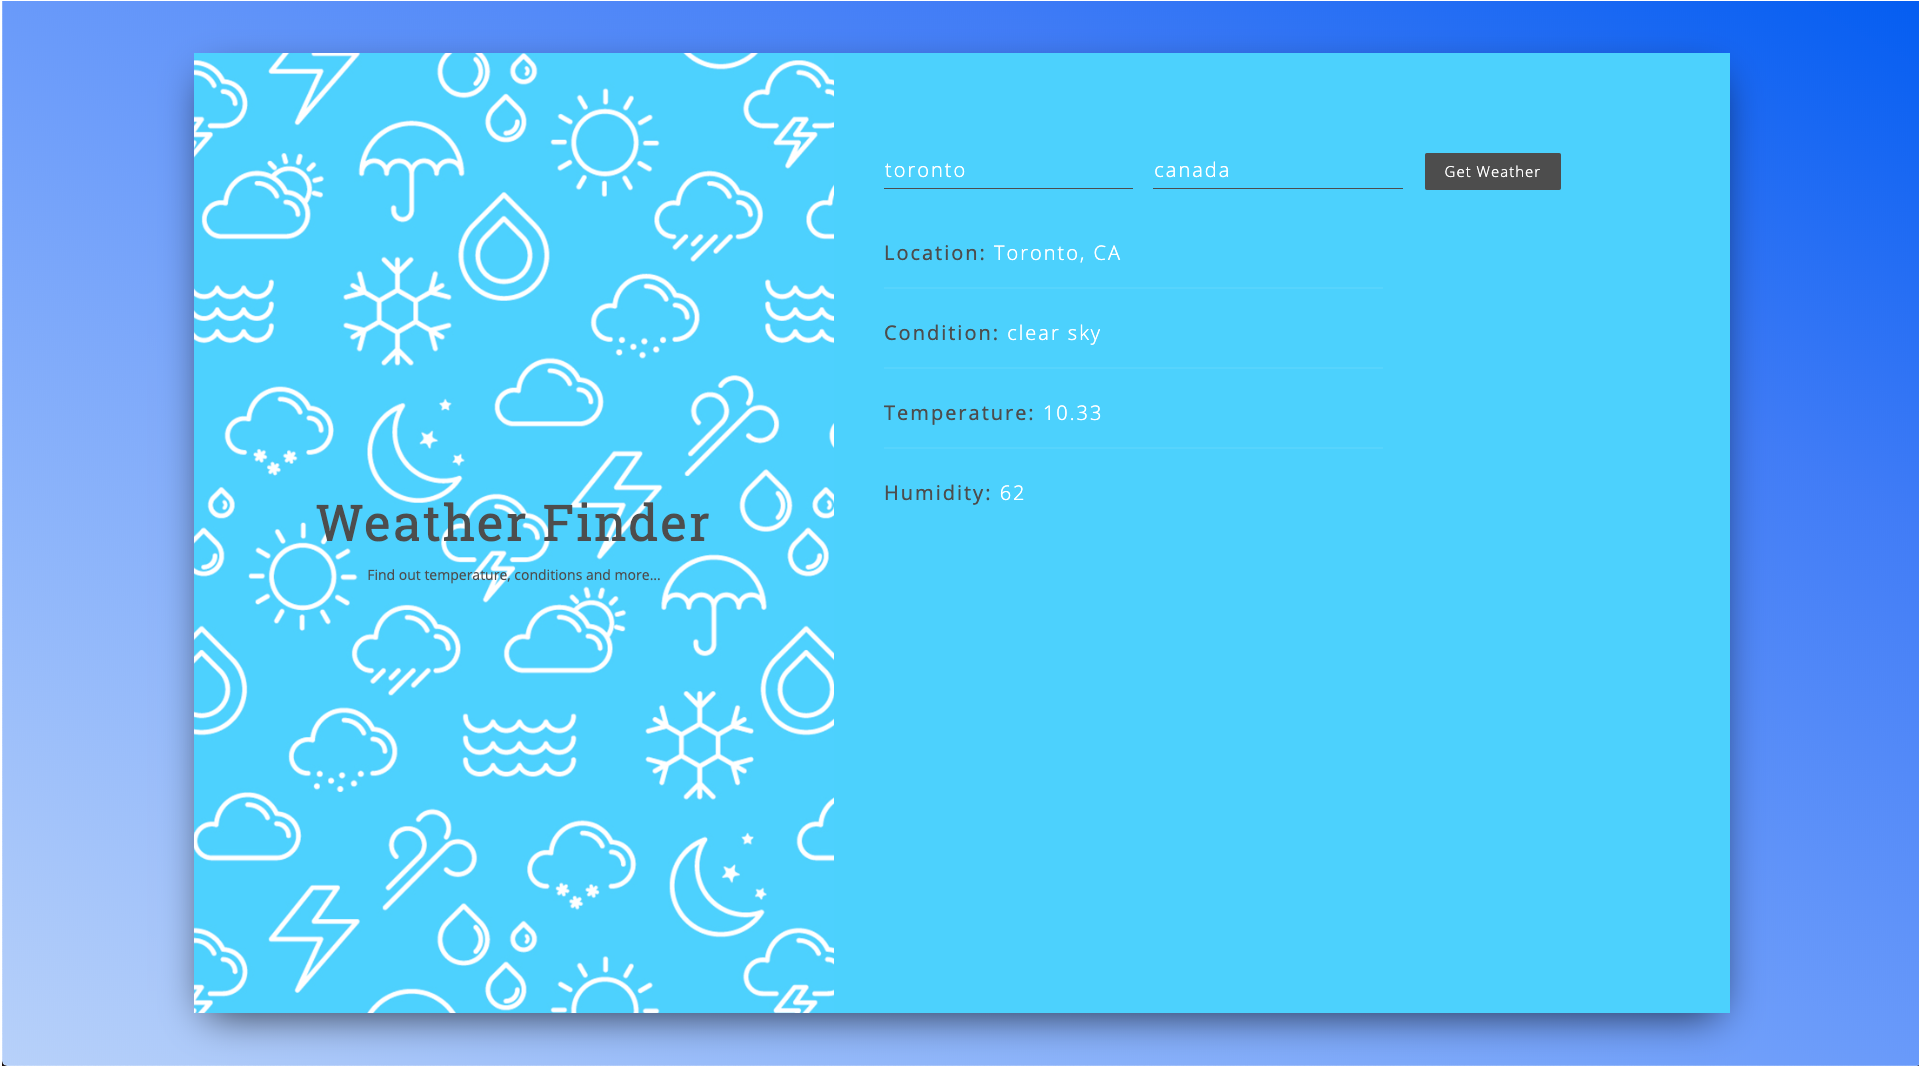 Weather Finder
Find out temperature, conditions and more...
toronto canada Get Weather
Location: Toronto, CA
Condition: clear sky
Temperature: 10.33
Humidity: 62